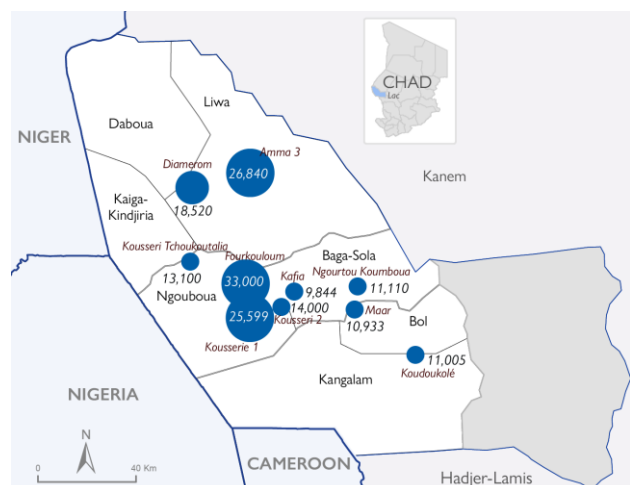 CHAD
Lac
Liwa
Daboua
NIGER
Diamerom
Amma 3
26,840
Kanem
18,520
Kaiga-
Kindjiria
Kousseri Tchoukoutalia
13,100
Fourkouloum
33,000
Baga-Sola
Kafia
9,844
Ngourtou Koumboua
11,110
Ngouboua
14,000
25,599
Kousseri 2
Maar
10,933
Bol
Kousserie 1
11,005
Koudoukolé
Kangalam
NIGERIA
N
0
40 Km
CAMEROON
Hadjer-Lamis